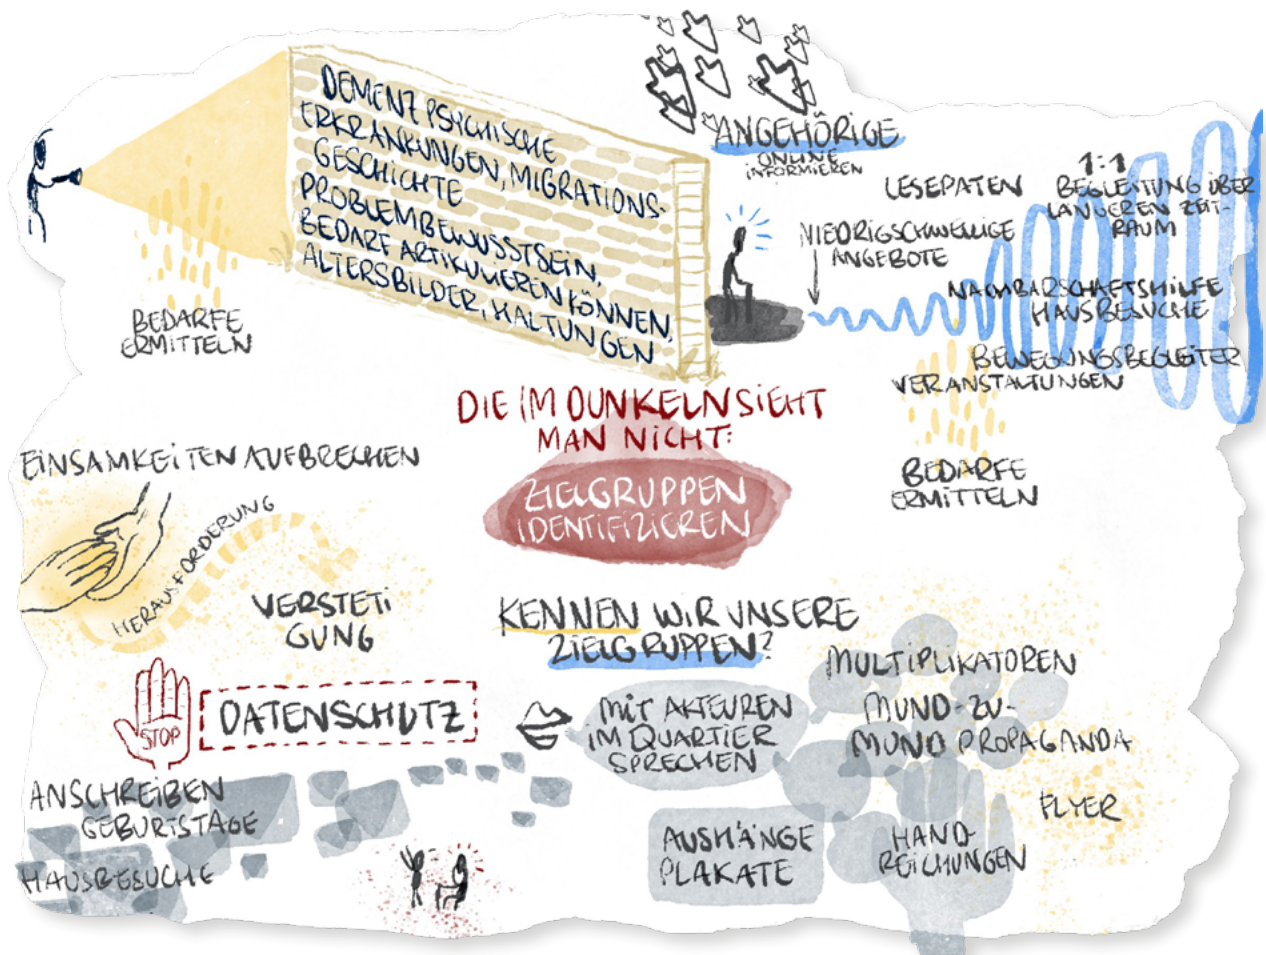 DEMENZ PSYCHISCHE
ERKRANKUNGEN, MIGRATIONS-
GESCHICHTE
PROBLEMBEWUSSTSEIN,
BEDARF ARTIKULIEREN KÖNNEN,
ALTERSBILDER, HALTUNGEN
BEDARFE
ERMITTELN
ANGEHÖRIGE
ONLINE
INFORMIEREN
LESEPATEN
1:1
BEGLEITUNG ÜBER
LÄNGEREN ZEIT-
RAUM
NIEDRIGSCHWELLIGE
ANGEBOTE
NACHBARSCHAFTSHILFE
HAUSBESUCHE
BEWEGUNGSBEGLEITER
VERANSTALTUNGEN
BEDARFE
ERMITTELN
DIE IM DUNKELN SIEHT
MAN NICHT:
ZIELGRUPPEN
IDENTIFIZIEREN
EINSAMKEITEN AUFBRECHEN
HERAUSFORDERUNG
VERSTETI
GUNG
STOP
DATENSCHUTZ
ANSCHREIBEN
GEBURTSTAGE
HAUSBESUCHE
KENNEN WIR UNSERE
ZIELGRUPPEN?
MIT AKTEUREN
IM QUARTIER
SPRECHEN
MULTIPLIKATOREN
MUND-ZU-
MUND PROPAGANDA
FLYER
AUSHÄNGE
PLAKATE
HAND-
REICHUNGEN